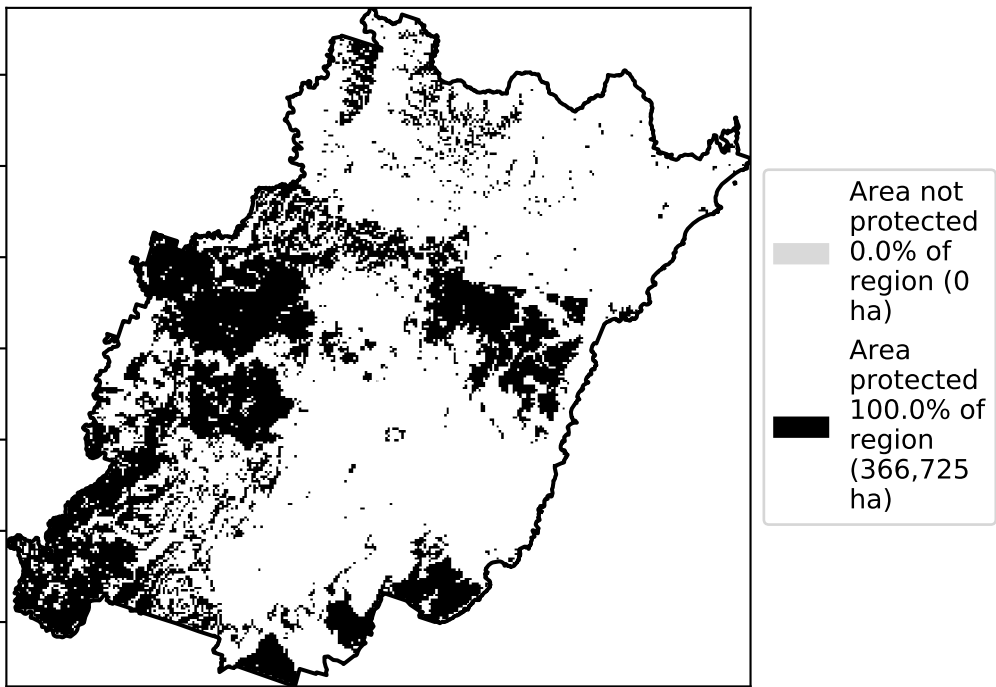 Area not
protected
0.0% of
region (0
ha)
Area
protected
100.0% of
region
(366,725
ha)